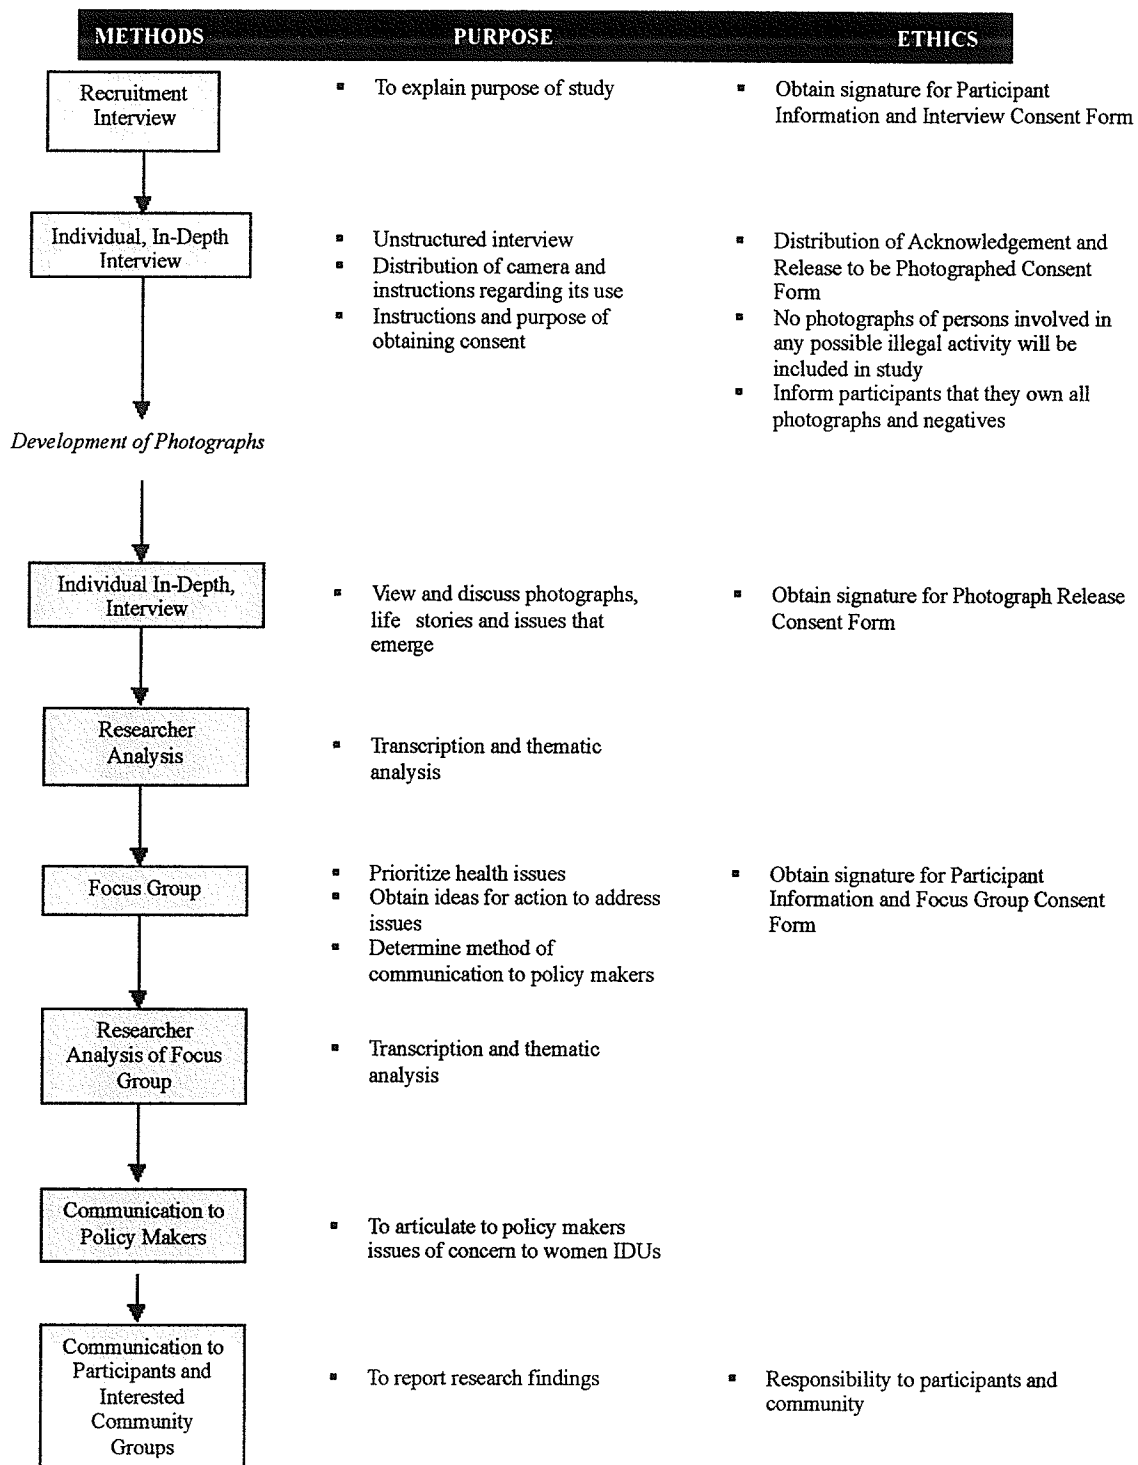 METHODS PURPOSE ETHICS
Recruitment
Interview
▪ To explain purpose of study
▪ Obtain signature for Participant
Information and Interview Consent Form
Individual, In-Depth
Interview
▪ Unstructured interview
▪ Distribution of camera and
instructions regarding its use
▪ Instructions and purpose of
obtaining consent
▪ Distribution of Acknowledgement and
Release to be Photographed Consent
Form
▪ No photographs of persons involved in
any possible illegal activity will be
included in study
▪ Inform participants that they own all
photographs and negatives
Development of Photographs
Individual In-Depth,
Interview
▪ View and discuss photographs,
life stories and issues that
emerge
▪ Obtain signature for Photograph Release
Consent Form
Researcher
Analysis
▪ Transcription and thematic
analysis
Focus Group
▪ Prioritize health issues
▪ Obtain ideas for action to address
issues
▪ Determine method of
communication to policy makers
▪ Obtain signature for Participant
Information and Focus Group Consent
Form
Researcher
Analysis of Focus
Group
▪ Transcription and thematic
analysis
Communication to
Policy Makers
▪ To articulate to policy makers
issues of concern to women IDUs
Communication to
Participants and
Interested
Community
Groups
▪ To report research findings
▪ Responsibility to participants and
community